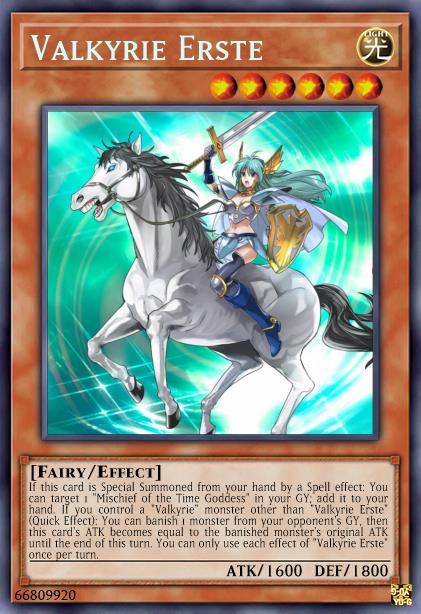 VALKYRIE ERSTE
LIGHT
光
[FAIRY/EFFECT]
If this card is Special Summoned from your hand by a Spell effect: You
can target 1 "Mischief of the Time Goddess" in your GY; add it to your
hand. If you control a "Valkyrie" monster other than "Valkyrie Erste"
(Quick Effect): You can banish 1 monster from your opponent's GY, then
this card's ATK becomes equal to the banished monster's original ATK
until the end of this turn. You can only use each effect of "Valkyrie Erste"
once per turn.
ATK/1600 DEF/1800
66809920